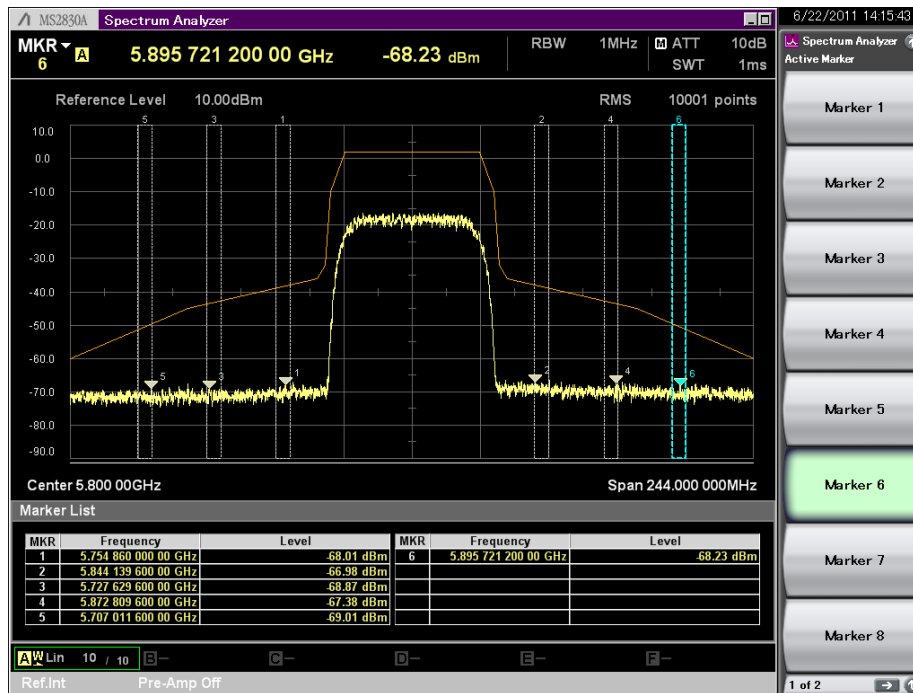 MS2830A Spectrum Analyzer
6/22/2011 14:15:43
MKR A 5.895 721 200 00 GHz -68.23 dBm RBW 1MHz M ATT 10dB
6 SWT 1ms
Spectrum Analyzer
Active Marker
Reference Level 10.00dBm RMS 10001 points
5 3 1 2 4 6
10.0
0.0
-10.0
-20.0
-30.0
-40.0
-50.0
-60.0
-70.0
-80.0
-90.0
5 3 1 2 4 6
Center 5.800 00GHz Span 244.000 000MHz
Marker List
MKR Frequency Level MKR Frequency Level
1 5.754 860 000 00 GHz -68.01 dBm 6 5.895 721 200 00 GHz -68.23 dBm
2 5.844 139 600 00 GHz -66.98 dBm
3 5.727 629 600 00 GHz -68.87 dBm
4 5.872 809 600 00 GHz -67.38 dBm
5 5.707 011 600 00 GHz -69.01 dBm
A W Lin 10 / 10 B- C- D- E- F-
Ref.Int Pre-Amp Off
Marker 1
Marker 2
Marker 3
Marker 4
Marker 5
Marker 6
Marker 7
Marker 8
1 of 2